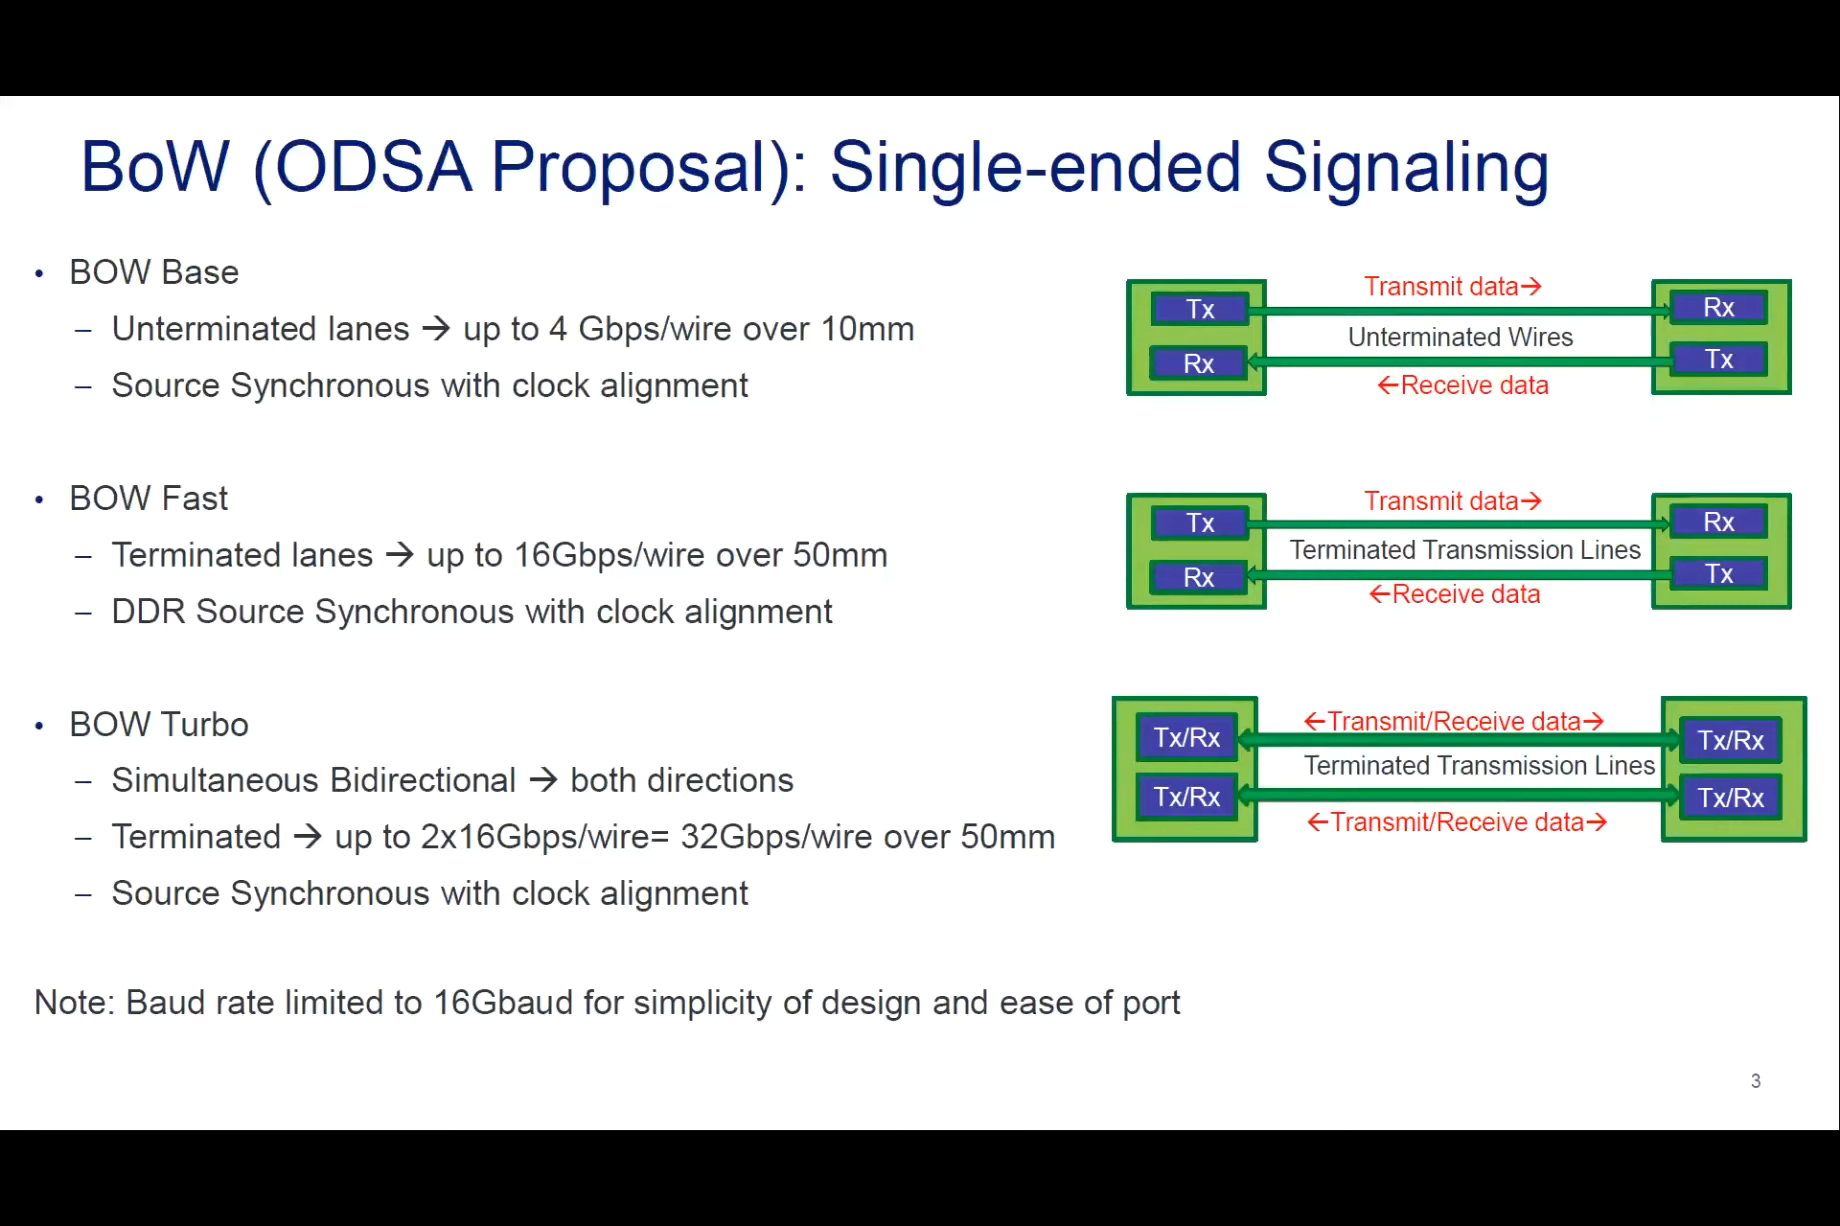 BoW (ODSA Proposal): Single-ended Signaling
• BOW Base
– Unterminated lanes → up to 4 Gbps/wire over 10mm
– Source Synchronous with clock alignment
• BOW Fast
– Terminated lanes → up to 16Gbps/wire over 50mm
– DDR Source Synchronous with clock alignment
• BOW Turbo
– Simultaneous Bidirectional → both directions
– Terminated → up to 2x16Gbps/wire= 32Gbps/wire over 50mm
– Source Synchronous with clock alignment
Note: Baud rate limited to 16Gbaud for simplicity of design and ease of port
Transmit data→
Tx
Rx
Unterminated Wires
Rx
Tx
←Receive data
Transmit data→
Tx
Rx
Terminated Transmission Lines
Rx
Tx
←Receive data
←Transmit/Receive data→
Tx/Rx
Tx/Rx
Terminated Transmission Lines
Tx/Rx
Tx/Rx
←Transmit/Receive data→
3